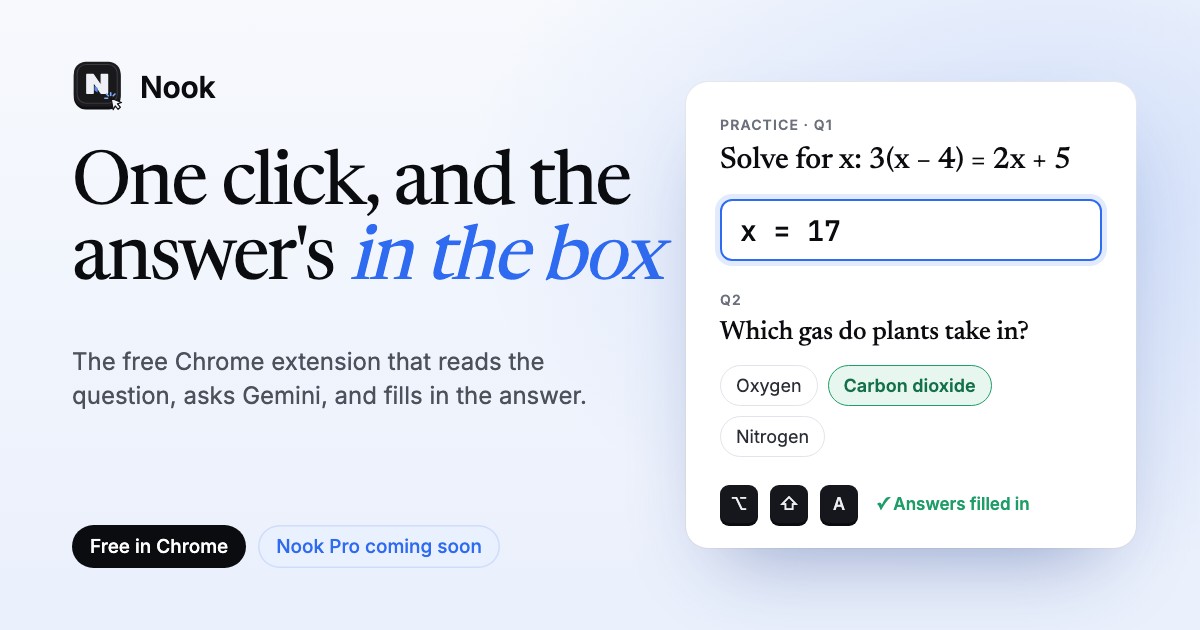 N
Nook
One click, and the
answer's in the box
The free Chrome extension that reads the
question, asks Gemini, and fills in the answer.
Free in Chrome
Nook Pro coming soon
PRACTICE · Q1
Solve for x: 3(x – 4) = 2x + 5
x = 17
Q2
Which gas do plants take in?
Oxygen
Carbon dioxide
Nitrogen
⌥ ⇧ A ✓ Answers filled in